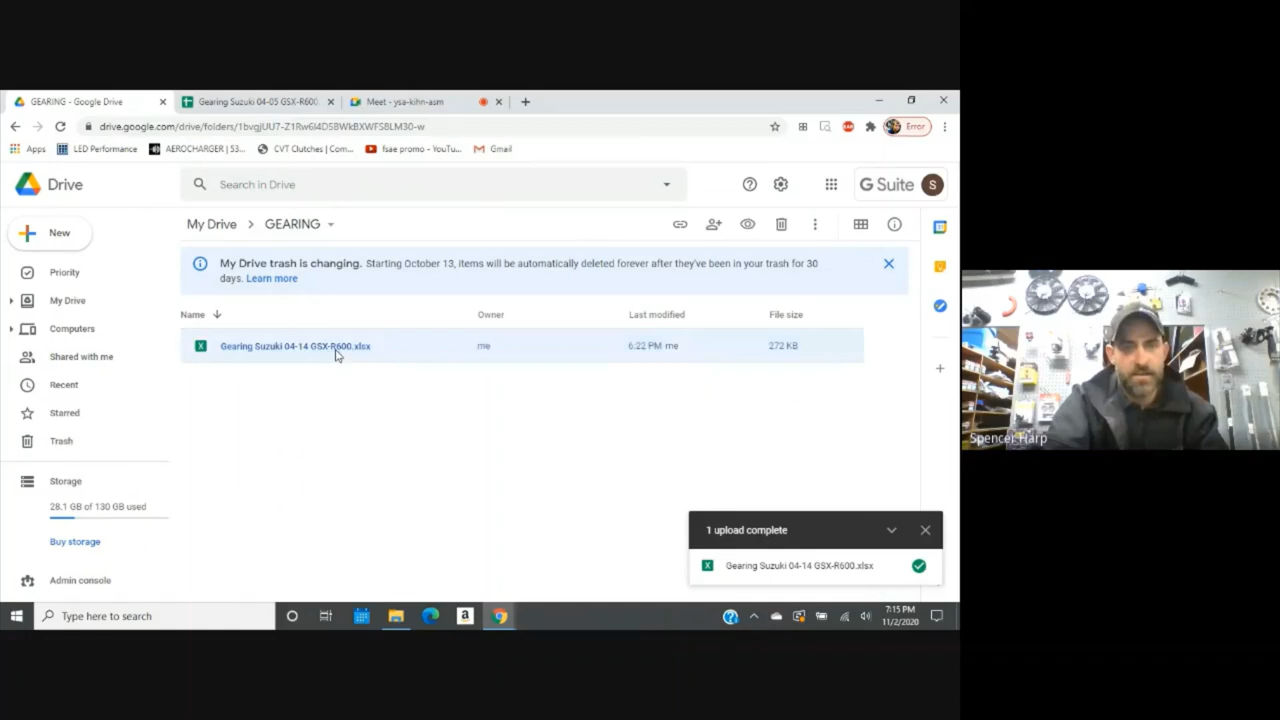 GEARING - Google Drive
Gearing Suzuki 04-05 GSX-R600
Meet - ysa-kihn-asm
drive.google.com/drive/folders/1bvgjUU7-Z1Rw6I4D5BWkBXWFS8LM30-w
Error
Apps
LED Performance
AEROCHARGER | 53...
CVT Clutches | Com...
fsae promo - YouTu...
Gmail
Drive
Search in Drive
G Suite
S
New
My Drive
GEARING
My Drive trash is changing. Starting October 13, items will be automatically deleted forever after they've been in your trash for 30
days. Learn more
Priority
My Drive
Computers
Shared with me
Recent
Starred
Trash
Storage
28.1 GB of 130 GB used
Buy storage
Admin console
Name
Owner
Last modified
File size
Gearing Suzuki 04-14 GSX-R600.xlsx
me
6:22 PM me
272 KB
1 upload complete
Gearing Suzuki 04-14 GSX-R600.xlsx
Spencer Harp
Type here to search
7:15 PM
11/2/2020